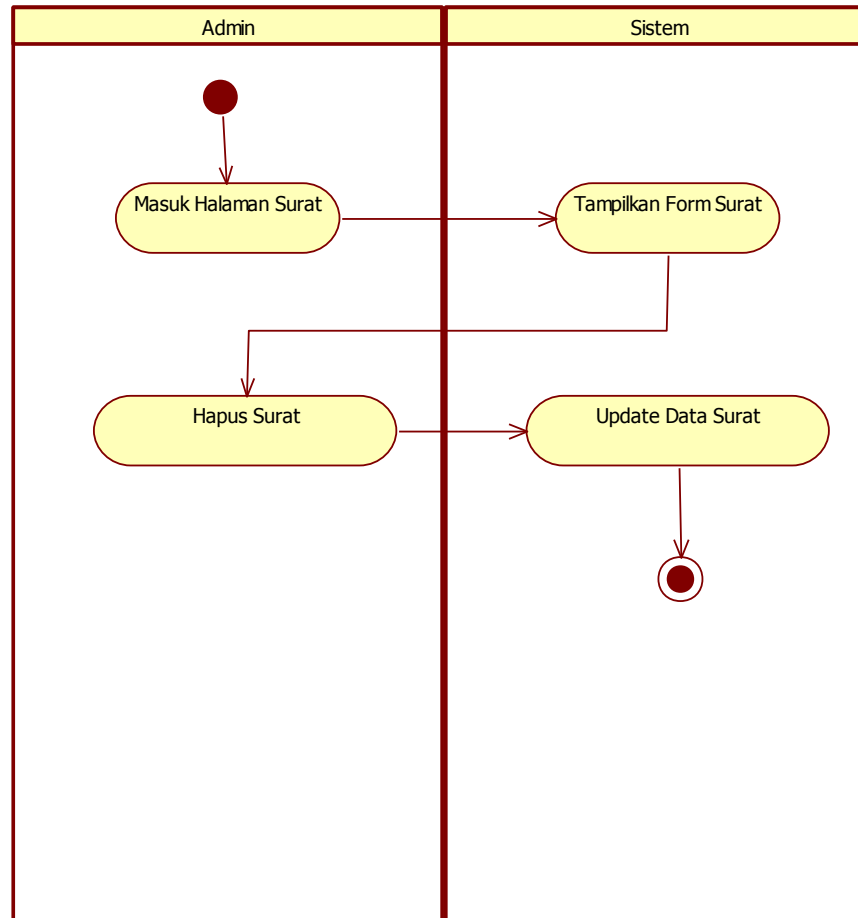 Admin
Sistem
Masuk Halaman Surat
Tampilkan Form Surat
Hapus Surat
Update Data Surat